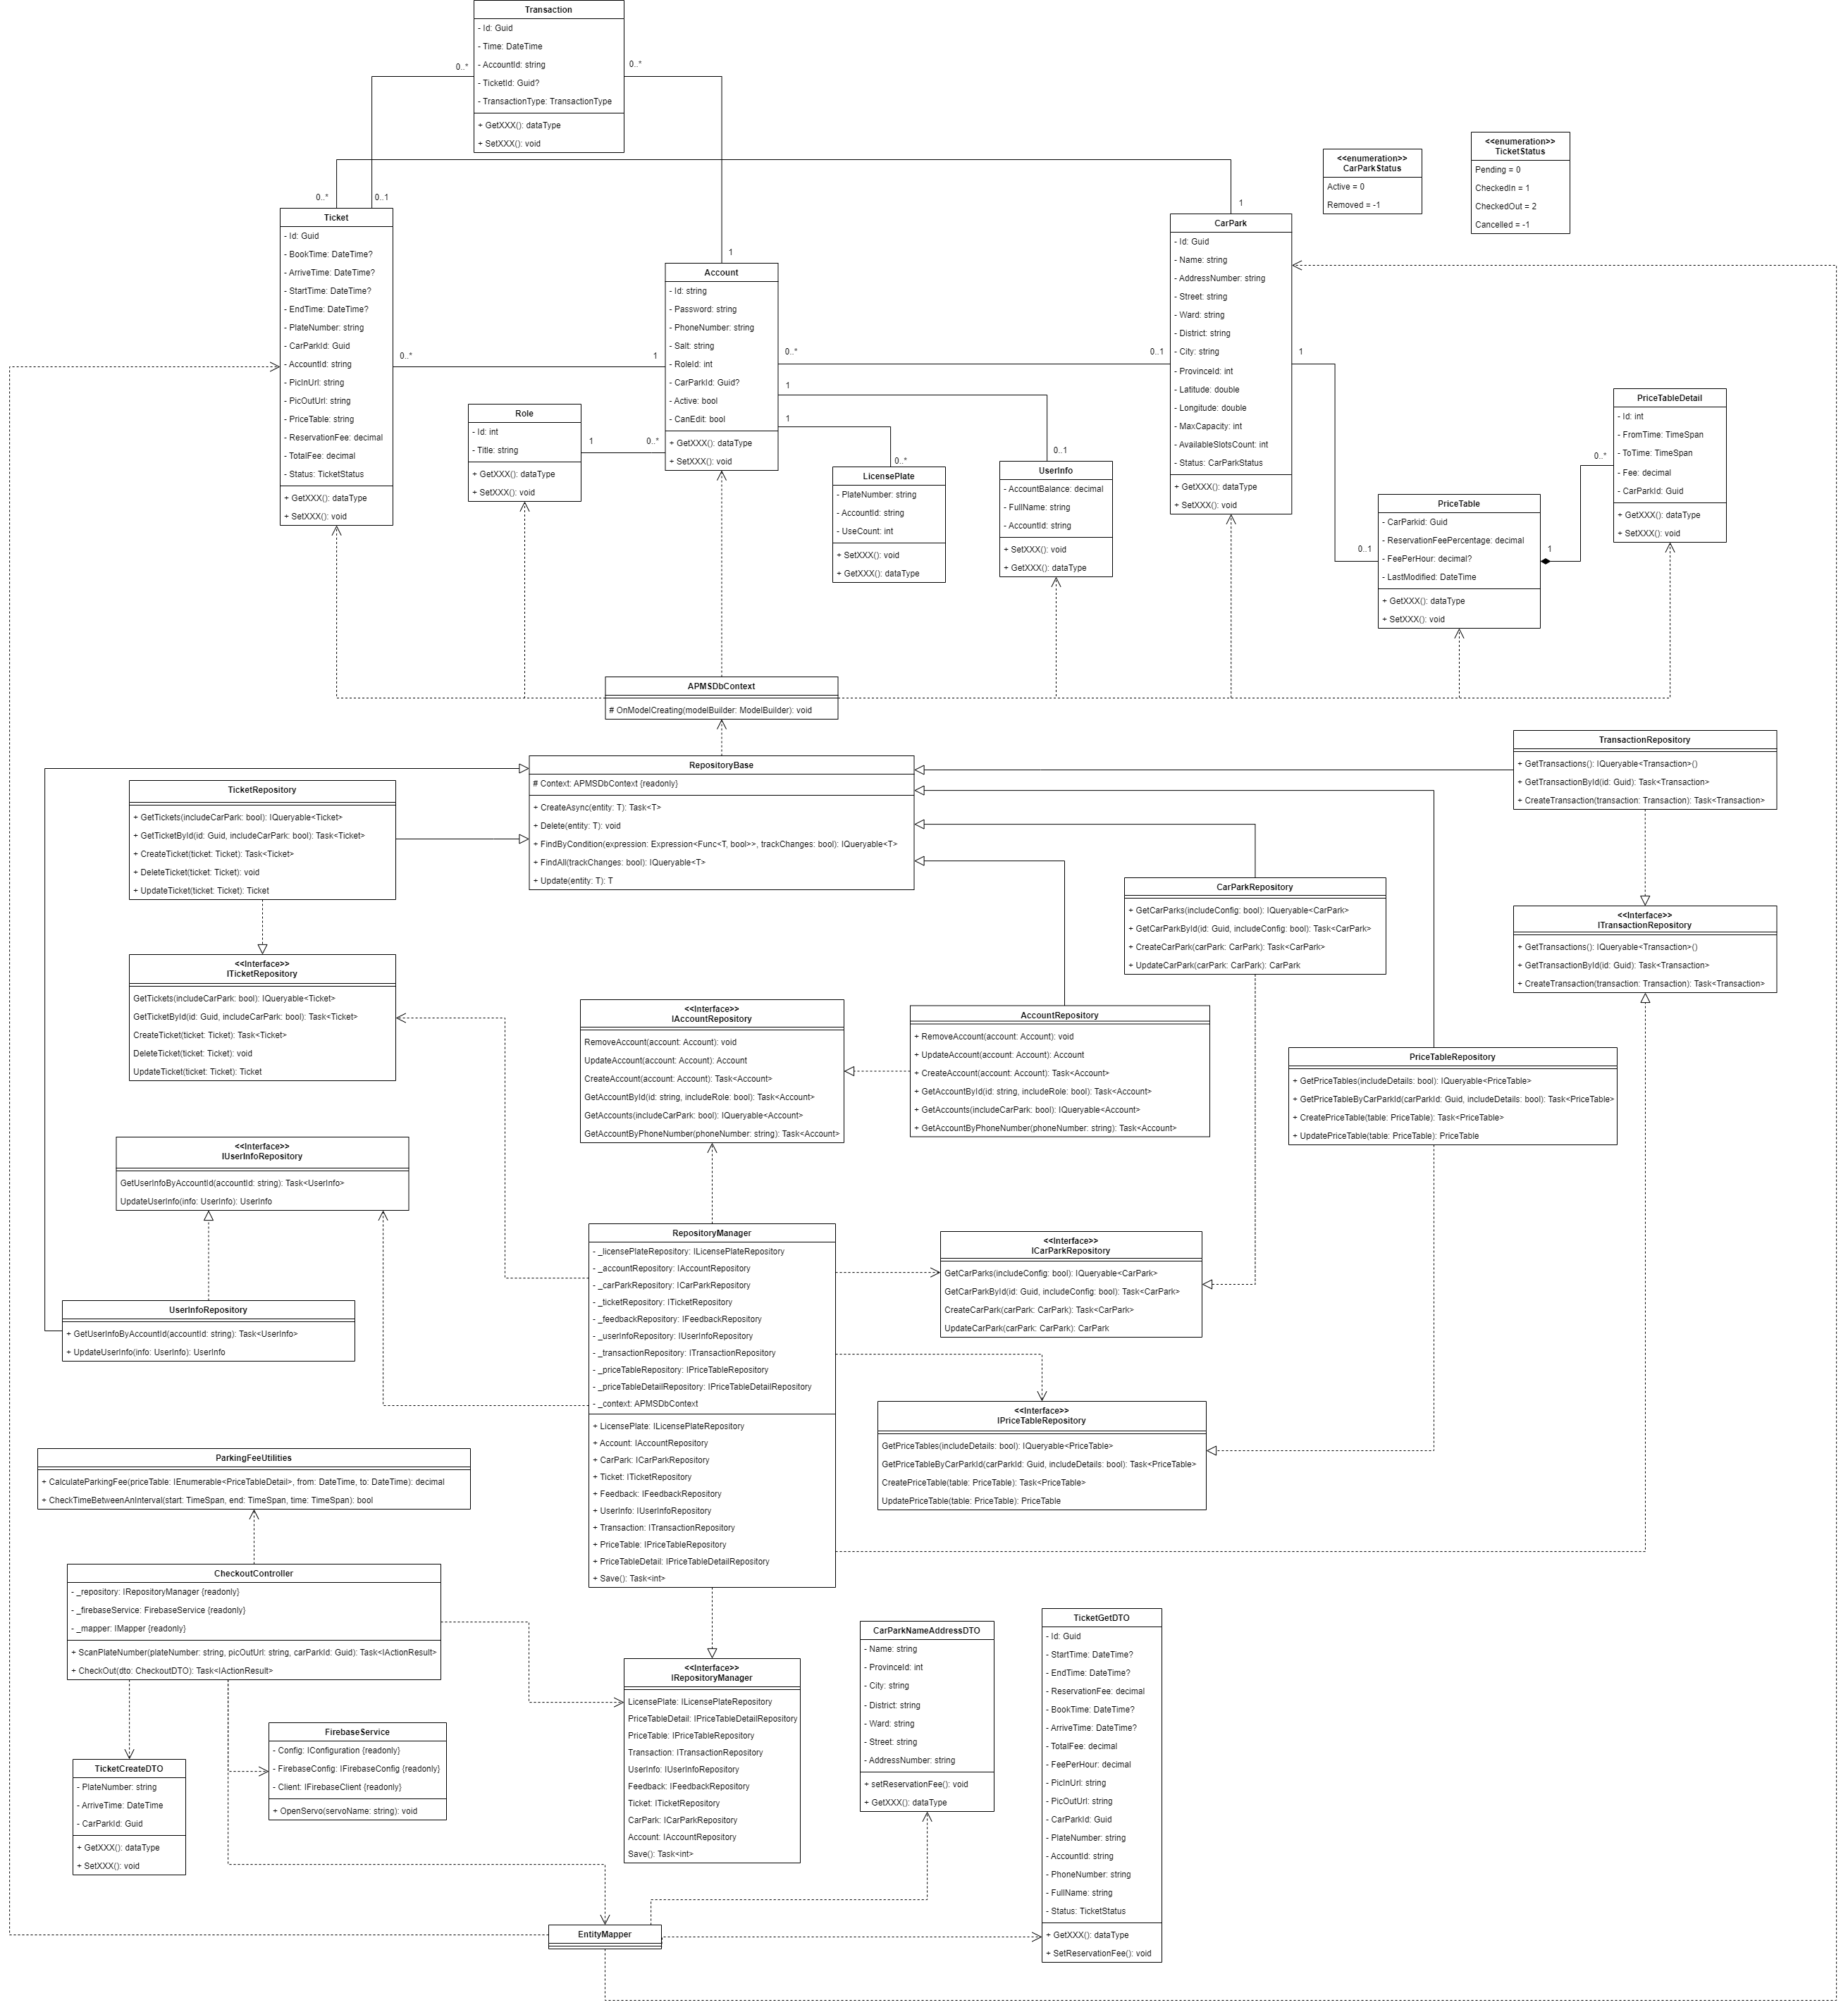 Transaction
- Id: Guid
- Time: DateTime
- AccountId: string
- TicketId: Guid?
- TransactionType: TransactionType
+ GetXXX(): dataType
+ SetXXX(): void
0..*
0..*
<<enumeration>>
CarParkStatus
Active = 0
Removed = -1
<<enumeration>>
TicketStatus
Pending = 0
CheckedIn = 1
CheckedOut = 2
Cancelled = -1
0..*
0..1
1
1
Ticket
- Id: Guid
- BookTime: DateTime?
- ArriveTime: DateTime?
- StartTime: DateTime?
- EndTime: DateTime?
- PlateNumber: string
- CarParkId: Guid
- AccountId: string
- PicInUrl: string
- PicOutUrl: string
- PriceTable: string
- ReservationFee: decimal
- TotalFee: decimal
- Status: TicketStatus
+ GetXXX(): dataType
+ SetXXX(): void
0..*
1
Account
- Id: string
- Password: string
- PhoneNumber: string
- Salt: string
- RoleId: int
- CarParkId: Guid?
- Active: bool
- CanEdit: bool
+ GetXXX(): dataType
+ SetXXX(): void
0..*
0..1
1
1
CarPark
- Id: Guid
- Name: string
- AddressNumber: string
- Street: string
- Ward: string
- District: string
- City: string
- ProvinceId: int
- Latitude: double
- Longitude: double
- MaxCapacity: int
- AvailableSlotsCount: int
- Status: CarParkStatus
+ GetXXX(): dataType
+ SetXXX(): void
1
0..1
Role
- Id: int
- Title: string
+ GetXXX(): dataType
+ SetXXX(): void
1
0..*
0..*
0..1
LicensePlate
- PlateNumber: string
- AccountId: string
- UseCount: int
+ SetXXX(): void
+ GetXXX(): dataType
UserInfo
- AccountBalance: decimal
- FullName: string
- AccountId: string
+ SetXXX(): void
+ GetXXX(): dataType
PriceTable
- CarParkid: Guid
- ReservationFeePercentage: decimal
- FeePerHour: decimal?
- LastModified: DateTime
+ GetXXX(): dataType
+ SetXXX(): void
1
0..*
PriceTableDetail
- Id: int
- FromTime: TimeSpan
- ToTime: TimeSpan
- Fee: decimal
- CarParkId: Guid
+ GetXXX(): dataType
+ SetXXX(): void
APMSDbContext
# OnModelCreating(modelBuilder: ModelBuilder): void
RepositoryBase
# Context: APMSDbContext {readonly}
+ CreateAsync(entity: T): Task<T>
+ Delete(entity: T): void
+ FindByCondition(expression: Expression<Func<T, bool>>, trackChanges: bool): IQueryable<T>
+ FindAll(trackChanges: bool): IQueryable<T>
+ Update(entity: T): T
TransactionRepository
+ GetTransactions(): IQueryable<Transaction>()
+ GetTransactionById(id: Guid): Task<Transaction>
+ CreateTransaction(transaction: Transaction): Task<Transaction>
TicketRepository
+ GetTickets(includeCarPark: bool): IQueryable<Ticket>
+ GetTicketById(id: Guid, includeCarPark: bool): Task<Ticket>
+ CreateTicket(ticket: Ticket): Task<Ticket>
+ DeleteTicket(ticket: Ticket): void
+ UpdateTicket(ticket: Ticket): Ticket
CarParkRepository
+ GetCarParks(includeConfig: bool): IQueryable<CarPark>
+ GetCarParkById(id: Guid, includeConfig: bool): Task<CarPark>
+ CreateCarPark(carPark: CarPark): Task<CarPark>
+ UpdateCarPark(carPark: CarPark): CarPark
<<Interface>>
ITransactionRepository
+ GetTransactions(): IQueryable<Transaction>()
+ GetTransactionById(id: Guid): Task<Transaction>
+ CreateTransaction(transaction: Transaction): Task<Transaction>
<<Interface>>
ITicketRepository
GetTickets(includeCarPark: bool): IQueryable<Ticket>
GetTicketById(id: Guid, includeCarPark: bool): Task<Ticket>
CreateTicket(ticket: Ticket): Task<Ticket>
DeleteTicket(ticket: Ticket): void
UpdateTicket(ticket: Ticket): Ticket
<<Interface>>
IAccountRepository
RemoveAccount(account: Account): void
UpdateAccount(account: Account): Account
CreateAccount(account: Account): Task<Account>
GetAccountById(id: string, includeRole: bool): Task<Account>
GetAccounts(includeCarPark: bool): IQueryable<Account>
GetAccountByPhoneNumber(phoneNumber: string): Task<Account>
AccountRepository
+ RemoveAccount(account: Account): void
+ UpdateAccount(account: Account): Account
+ CreateAccount(account: Account): Task<Account>
+ GetAccountById(id: string, includeRole: bool): Task<Account>
+ GetAccounts(includeCarPark: bool): IQueryable<Account>
+ GetAccountByPhoneNumber(phoneNumber: string): Task<Account>
PriceTableRepository
+ GetPriceTables(includeDetails: bool): IQueryable<PriceTable>
+ GetPriceTableByCarParkId(carParkId: Guid, includeDetails: bool): Task<PriceTable>
+ CreatePriceTable(table: PriceTable): Task<PriceTable>
+ UpdatePriceTable(table: PriceTable): PriceTable
<<Interface>>
IUserInfoRepository
GetUserInfoByAccountId(accountId: string): Task<UserInfo>
UpdateUserInfo(info: UserInfo): UserInfo
UserInfoRepository
+ GetUserInfoByAccountId(accountId: string): Task<UserInfo>
+ UpdateUserInfo(info: UserInfo): UserInfo
RepositoryManager
- _licensePlateRepository: ILicensePlateRepository
- _accountRepository: IAccountRepository
- _carParkRepository: ICarParkRepository
- _ticketRepository: ITicketRepository
- _feedbackRepository: IFeedbackRepository
- _userInfoRepository: IUserInfoRepository
- _transactionRepository: ITransactionRepository
- _priceTableRepository: IPriceTableRepository
- _priceTableDetailRepository: IPriceTableDetailRepository
- _context: APMSDbContext
+ LicensePlate: ILicensePlateRepository
+ Account: IAccountRepository
+ CarPark: ICarParkRepository
+ Ticket: ITicketRepository
+ Feedback: IFeedbackRepository
+ UserInfo: IUserInfoRepository
+ Transaction: ITransactionRepository
+ PriceTable: IPriceTableRepository
+ PriceTableDetail: IPriceTableDetailRepository
+ Save(): Task<int>
<<Interface>>
ICarParkRepository
GetCarParks(includeConfig: bool): IQueryable<CarPark>
GetCarParkById(id: Guid, includeConfig: bool): Task<CarPark>
CreateCarPark(carPark: CarPark): Task<CarPark>
UpdateCarPark(carPark: CarPark): CarPark
<<Interface>>
IPriceTableRepository
GetPriceTables(includeDetails: bool): IQueryable<PriceTable>
GetPriceTableByCarParkId(carParkId: Guid, includeDetails: bool): Task<PriceTable>
CreatePriceTable(table: PriceTable): Task<PriceTable>
UpdatePriceTable(table: PriceTable): PriceTable
ParkingFeeUtilities
+ CalculateParkingFee(priceTable: IEnumerable<PriceTableDetail>, from: DateTime, to: DateTime): decimal
+ CheckTimeBetweenAnInterval(start: TimeSpan, end: TimeSpan, time: TimeSpan): bool
CheckoutController
- _repository: IRepositoryManager {readonly}
- _firebaseService: FirebaseService {readonly}
- _mapper: IMapper {readonly}
+ ScanPlateNumber(plateNumber: string, picOutUrl: string, carParkId: Guid): Task<IActionResult>
+ CheckOut(dto: CheckoutDTO): Task<IActionResult>
<<Interface>>
IRepositoryManager
LicensePlate: ILicensePlateRepository
PriceTableDetail: IPriceTableDetailRepository
PriceTable: IPriceTableRepository
Transaction: ITransactionRepository
UserInfo: IUserInfoRepository
Feedback: IFeedbackRepository
Ticket: ITicketRepository
CarPark: ICarParkRepository
Account: IAccountRepository
Save(): Task<int>
CarParkNameAddressDTO
- Name: string
- ProvinceId: int
- City: string
- District: string
- Ward: string
- Street: string
- AddressNumber: string
+ setReservationFee(): void
+ GetXXX(): dataType
TicketGetDTO
- Id: Guid
- StartTime: DateTime?
- EndTime: DateTime?
- ReservationFee: decimal
- BookTime: DateTime?
- ArriveTime: DateTime?
- TotalFee: decimal
- FeePerHour: decimal
- PicInUrl: string
- PicOutUrl: string
- CarParkId: Guid
- PlateNumber: string
- AccountId: string
- PhoneNumber: string
- FullName: string
- Status: TicketStatus
+ GetXXX(): dataType
+ SetReservationFee(): void
TicketCreateDTO
- PlateNumber: string
- ArriveTime: DateTime
- CarParkId: Guid
+ GetXXX(): dataType
+ SetXXX(): void
FirebaseService
- Config: IConfiguration {readonly}
- FirebaseConfig: IFirebaseConfig {readonly}
- Client: IFirebaseClient {readonly}
+ OpenServo(servoName: string): void
EntityMapper